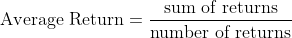 Average Return = sum of returns / number of returns